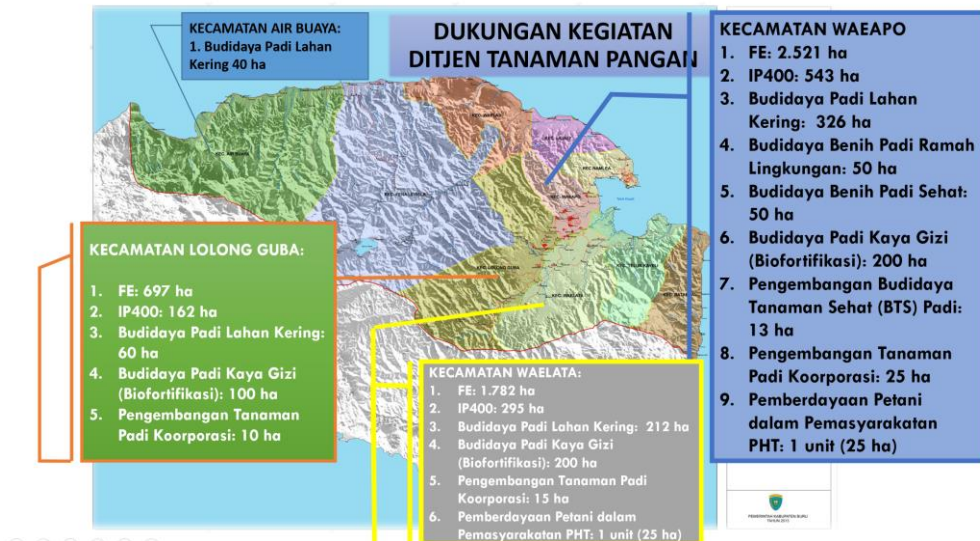 KECAMATAN AIR BUAYA:
1. Budidaya Padi Lahan
Kering 40 ha
DUKUNGAN KEGIATAN
DITJEN TANAMAN PANGAN
KECAMATAN WAEAPO
1. FE: 2.521 ha
2. IP400: 543 ha
3. Budidaya Padi Lahan
Kering: 326 ha
4. Budidaya Benih Padi Ramah
Lingkungan: 50 ha
5. Budidaya Benih Padi Sehat:
50 ha
6. Budidaya Padi Kaya Gizi
(Biofortifikasi): 200 ha
7. Pengembangan Budidaya
Tanaman Sehat (BTS) Padi:
13 ha
8. Pengembangan Tanaman
Padi Koorporasi: 25 ha
9. Pemberdayaan Petani
dalam Pemasyarakatan
PHT: 1 unit (25 ha)
KECAMATAN LOLONG GUBA:
1. FE: 697 ha
2. IP400: 162 ha
3. Budidaya Padi Lahan Kering:
60 ha
4. Budidaya Padi Kaya Gizi
(Biofortifikasi): 100 ha
5. Pengembangan Tanaman
Padi Koorporasi: 10 ha
KECAMATAN WAELATA:
1. FE: 1.782 ha
2. IP400: 295 ha
3. Budidaya Padi Lahan Kering: 212 ha
4. Budidaya Padi Kaya Gizi
(Biofortifikasi): 200 ha
5. Pengembangan Tanaman Padi
Koorporasi: 15 ha
6. Pemberdayaan Petani dalam
Pemasyarakatan PHT: 1 unit (25 ha)
PEMERINTAH KABUPATEN BURU